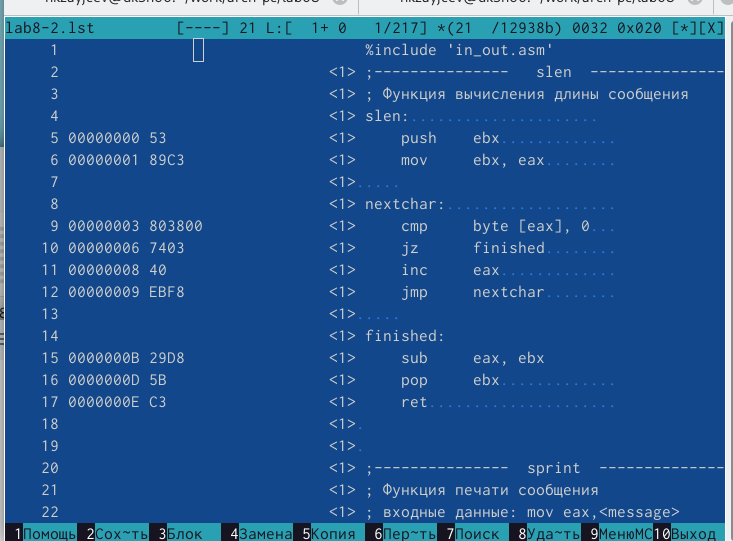 lab8-2.lst [----] 21 L:[ 1+ 0 1/217] *(21 /12938b) 0032 0x020 [*][X]
1 %include 'in_out.asm'
2 <1> ;--------------- slen ---------------
3 <1> ; Функция вычисления длины сообщения
4 <1> slen:.....................
5 00000000 53 <1> push ebx.............
6 00000001 89C3 <1> mov ebx, eax........
7 <1>.....
8 <1> nextchar:...................
9 00000003 803800 <1> cmp byte [eax], 0...
10 00000006 7403 <1> jz finished........
11 00000008 40 <1> inc eax.............
12 00000009 EBF8 <1> jmp nextchar........
13 <1>.....
14 <1> finished:
15 0000000B 29D8 <1> sub eax, ebx
16 0000000D 5B <1> pop ebx.............
17 0000000E C3 <1> ret.....................
18 <1>.
19 <1>.
20 <1> ;--------------- sprint --------------
21 <1> ; Функция печати сообщения
22 <1> ; входные данные: mov eax,<message>
1Помощь 2Сох~ть 3Блок 4Замена 5Копия 6Пер~ть 7Поиск 8Уда~ть 9МенюMC 10Выход